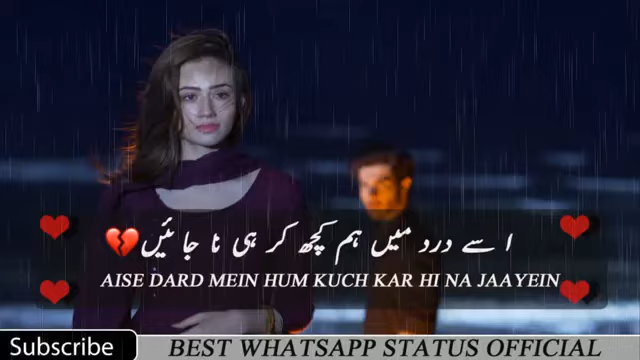 ا سے درد میں ہم کچھ کر ہی نا جائیں
AISE DARD MEIN HUM KUCH KAR HI NA JAAYEIN
Subscribe
BEST WHATSAPP STATUS OFFICIAL